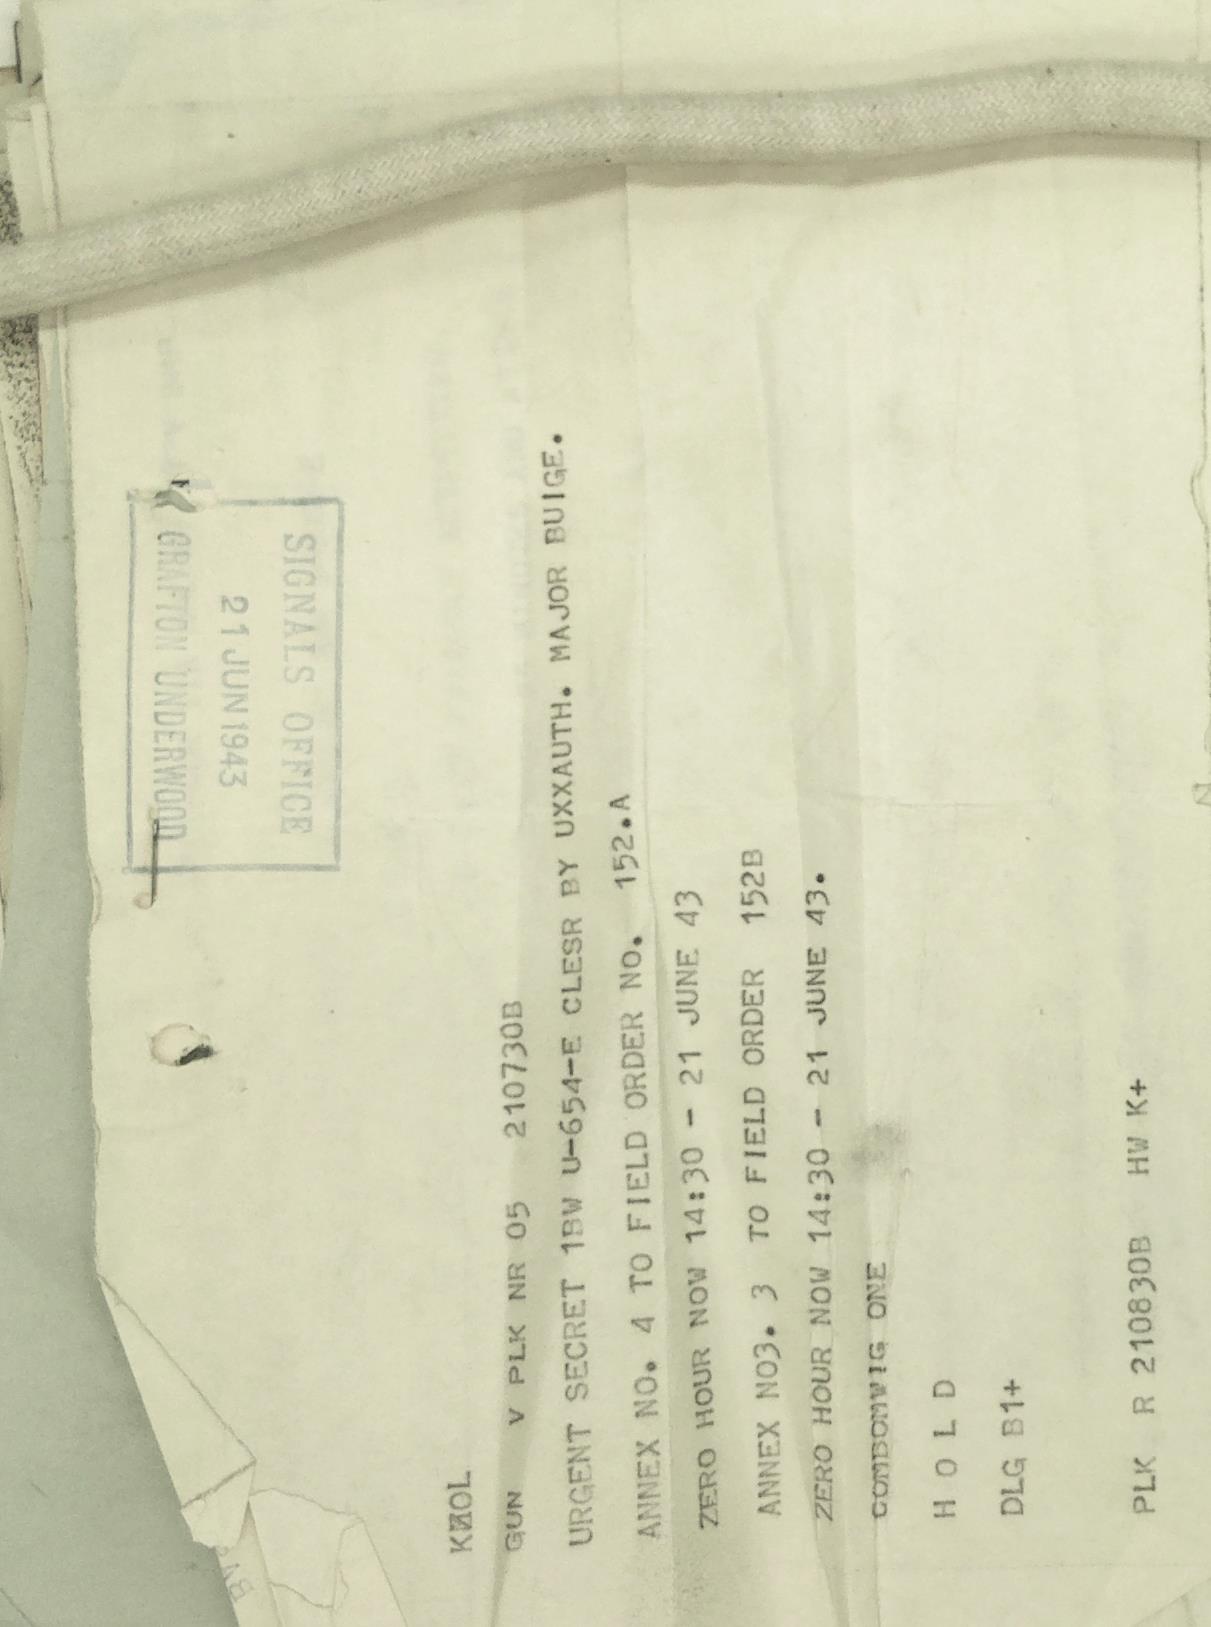 SIGNALS OFFICE
21 JUN 1943
GRAFTON UNDERWOOD
GUN V PLK NR 05 210730B
URGENT SECRET 1BW U-654-E CLESR BY UXXAUTH. MAJOR BUIGE.
ANNEX NO. 4 TO FIELD ORDER NO. 152.A
ZERO HOUR NOW 14:30 - 21 JUNE 43
ANNEX NO3. 3 TO FIELD ORDER 152B
ZERO HOUR NOW 14:30 - 21 JUNE 43.
COMBOMWIG ONE
H O L D
DLG B1+
PLK R 210830B HW K+